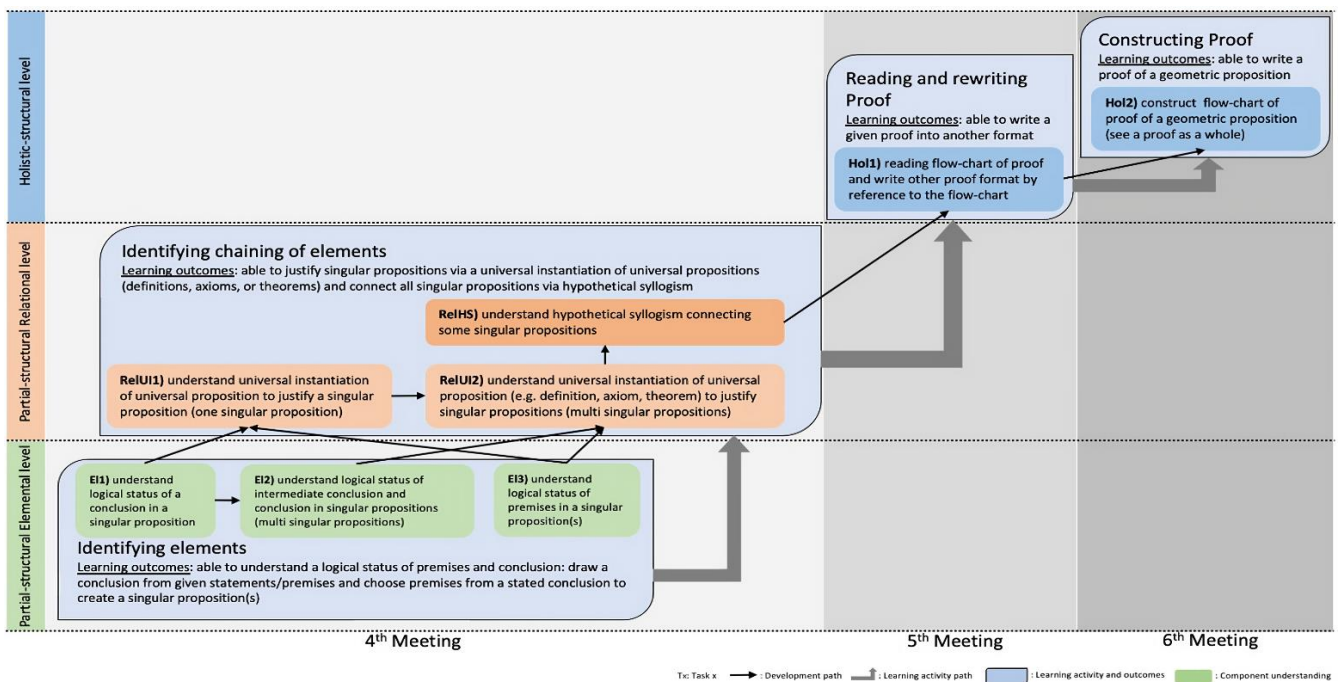 Holistic-structural level
Constructing Proof
Learning outcomes: able to write a
proof of a geometric proposition
Hol2) construct flow-chart of
proof of a geometric proposition
(see a proof as a whole)
Reading and rewriting
Proof
Learning outcomes: able to write a
given proof into another format
Hol1) reading flow-chart of proof
and write other proof format by
reference to the flow-chart
Partial-structural Relational level
Identifying chaining of elements
Learning outcomes: able to justify singular propositions via a universal instantiation of universal propositions
(definitions, axioms, or theorems) and connect all singular propositions via hypothetical syllogism
RelHS) understand hypothetical syllogism connecting
some singular propositions
RelUI1) understand universal instantiation
of universal proposition to justify a singular
proposition (one singular proposition)
RelUI2) understand universal instantiation of universal
proposition (e.g. definition, axiom, theorem) to justify
singular propositions (multi singular propositions)
Partial-structural Elemental level
El1) understand
logical status of a
conclusion in a
singular proposition
El2) understand logical status of
intermediate conclusion and
conclusion in singular propositions
(multi singular propositions)
El3) understand
logical status of
premises in a singular
proposition(s)
Identifying elements
Learning outcomes: able to understand a logical status of premises and conclusion: draw a
conclusion from given statements/premises and choose premises from a stated conclusion to
create a singular proposition(s)
4th Meeting
5th Meeting
6th Meeting
Tx: Task x
: Development path
: Learning activity path
: Learning activity and outcomes
: Component understanding